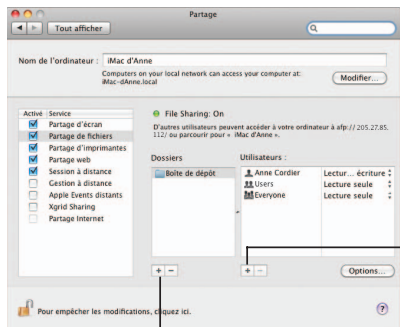 Partage
Tout afficher
Nom de l'ordinateur : iMac d'Anne
Computers on your local network can access your computer at:
iMac-dAnne.local
Modifier...
Activé Service
Partage d'écran
Partage de fichiers
Partage d'imprimantes
Partage web
Session à distance
Gestion à distance
Apple Events distants
Xgrid Sharing
Partage Internet
File Sharing: On
D'autres utilisateurs peuvent accéder à votre ordinateur à afp:// 205.27.85.
112/ ou parcourir pour « iMac d'Anne ».
Dossiers
Boîte de dépôt
Utilisateurs :
Anne Cordier Lectur... écriture
Users Lecture seule
Everyone Lecture seule
+ −
+ −
Options...
Pour empêcher les modifications, cliquez ici.
?